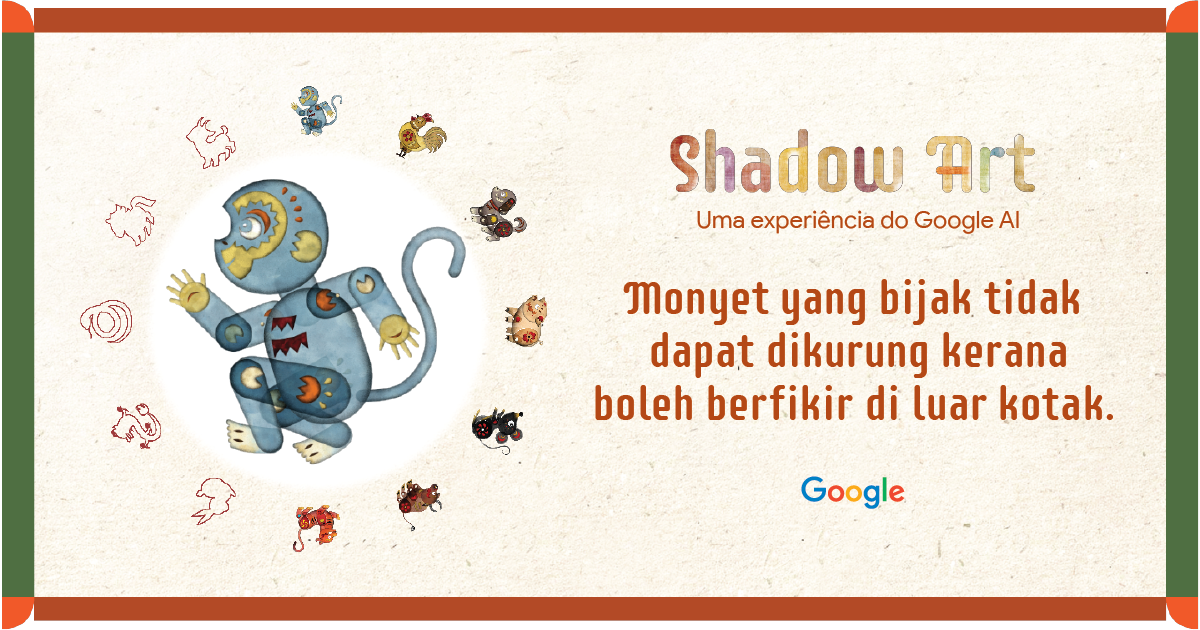 Shadow Art
Uma experiência do Google AI
Monyet yang bijak tidak
dapat dikurung kerana
boleh berfikir di luar kotak.
Google